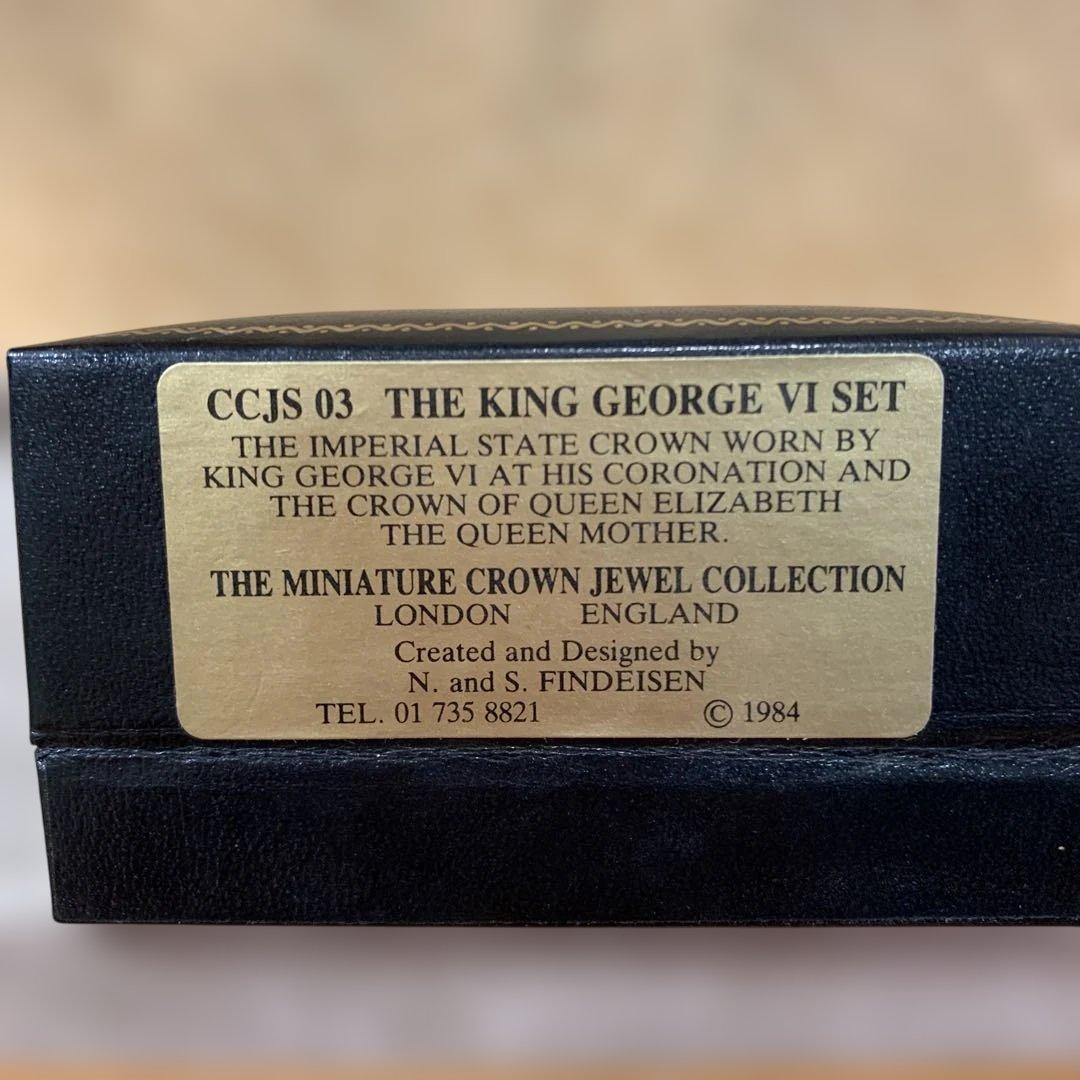 CCJS 03 THE KING GEORGE VI SET
THE IMPERIAL STATE CROWN WORN BY
KING GEORGE VI AT HIS CORONATION AND
THE CROWN OF QUEEN ELIZABETH
THE QUEEN MOTHER.
THE MINIATURE CROWN JEWEL COLLECTION
LONDON ENGLAND
Created and Designed by
N. and S. FINDEISEN
TEL. 01 735 8821 © 1984